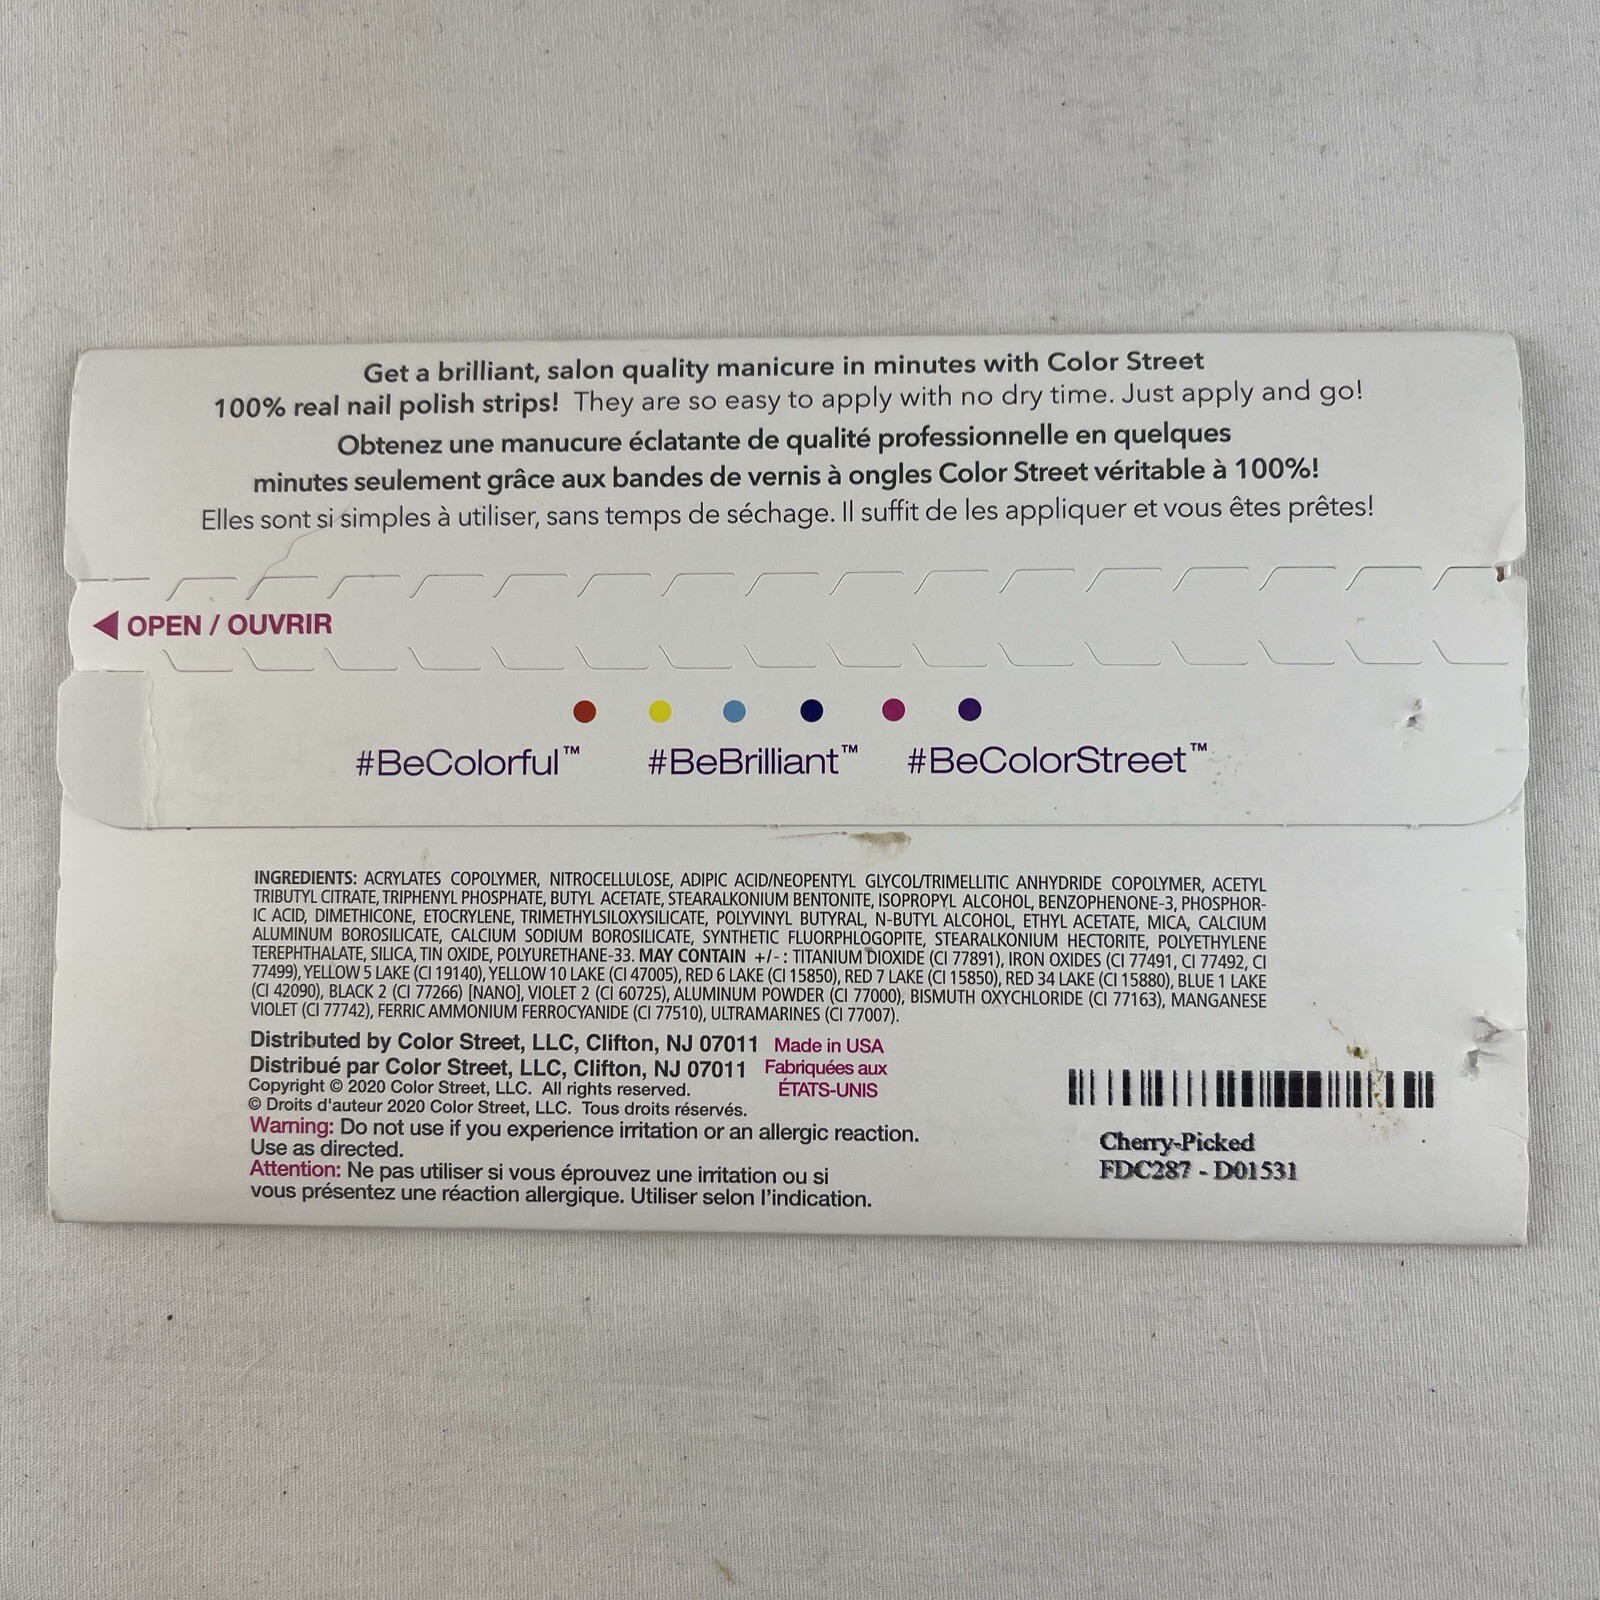 Get a brilliant, salon quality manicure in minutes with Color Street
100% real nail polish strips! They are so easy to apply with no dry time. Just apply and go!
Obtenez une manucure éclatante de qualité professionnelle en quelques
minutes seulement grâce aux bandes de vernis à ongles Color Street véritable à 100%!
Elles sont si simples à utiliser, sans temps de séchage. Il suffit de les appliquer et vous êtes prêtes!
OPEN / OUVRIR
#BeColorful™ #BeBrilliant™ #BeColorStreet™
INGREDIENTS: ACRYLATES COPOLYMER, NITROCELLULOSE, ADIPIC ACID/NEOPENTYL GLYCOL/TRIMELLITIC ANHYDRIDE COPOLYMER, ACETYL
TRIBUTYL CITRATE, TRIPHENYL PHOSPHATE, BUTYL ACETATE, STEARALKONIUM BENTONITE, ISOPROPYL ALCOHOL, BENZOPHENONE-3, PHOSPHOR-
IC ACID, DIMETHICONE, ETOCRYLENE, TRIMETHYLSILOXYSILICATE, POLYVINYL BUTYRAL, N-BUTYL ALCOHOL, ETHYL ACETATE, MICA, CALCIUM
ALUMINUM BOROSILICATE, CALCIUM SODIUM BOROSILICATE, SYNTHETIC FLUORPHLOGOPITE, STEARALKONIUM HECTORITE, POLYETHYLENE
TEREPHTHALATE, SILICA, TIN OXIDE, POLYURETHANE-33. MAY CONTAIN +/- : TITANIUM DIOXIDE (CI 77891), IRON OXIDES (CI 77491, CI 77492, CI
77499), YELLOW 5 LAKE (CI 19140), YELLOW 10 LAKE (CI 47005), RED 6 LAKE (CI 15850), RED 7 LAKE (CI 15850), RED 34 LAKE (CI 15880), BLUE 1 LAKE
(CI 42090), BLACK 2 (CI 77266) [NANO], VIOLET 2 (CI 60725), ALUMINUM POWDER (CI 77000), BISMUTH OXYCHLORIDE (CI 77163), MANGANESE
VIOLET (CI 77742), FERRIC AMMONIUM FERROCYANIDE (CI 77510), ULTRAMARINES (CI 77007).
Distributed by Color Street, LLC, Clifton, NJ 07011 Made in USA
Distribué par Color Street, LLC, Clifton, NJ 07011 Fabriquées aux
ÉTATS-UNIS
Copyright © 2020 Color Street, LLC. All rights reserved.
© Droits d'auteur 2020 Color Street, LLC. Tous droits réservés.
Warning: Do not use if you experience irritation or an allergic reaction.
Use as directed.
Attention: Ne pas utiliser si vous éprouvez une irritation ou si
vous présentez une réaction allergique. Utiliser selon l'indication.
Cherry-Picked
FDC287 - D01531